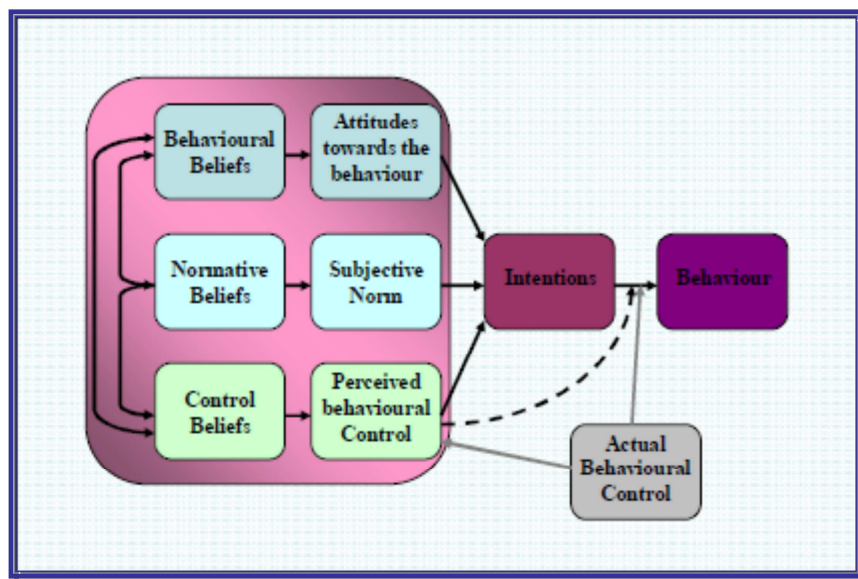 Behavioural
Beliefs
Attitudes
towards the
behaviour
Normative
Beliefs
Subjective
Norm
Intentions
Behaviour
Control
Beliefs
Perceived
behavioural
Control
Actual
Behavioural
Control